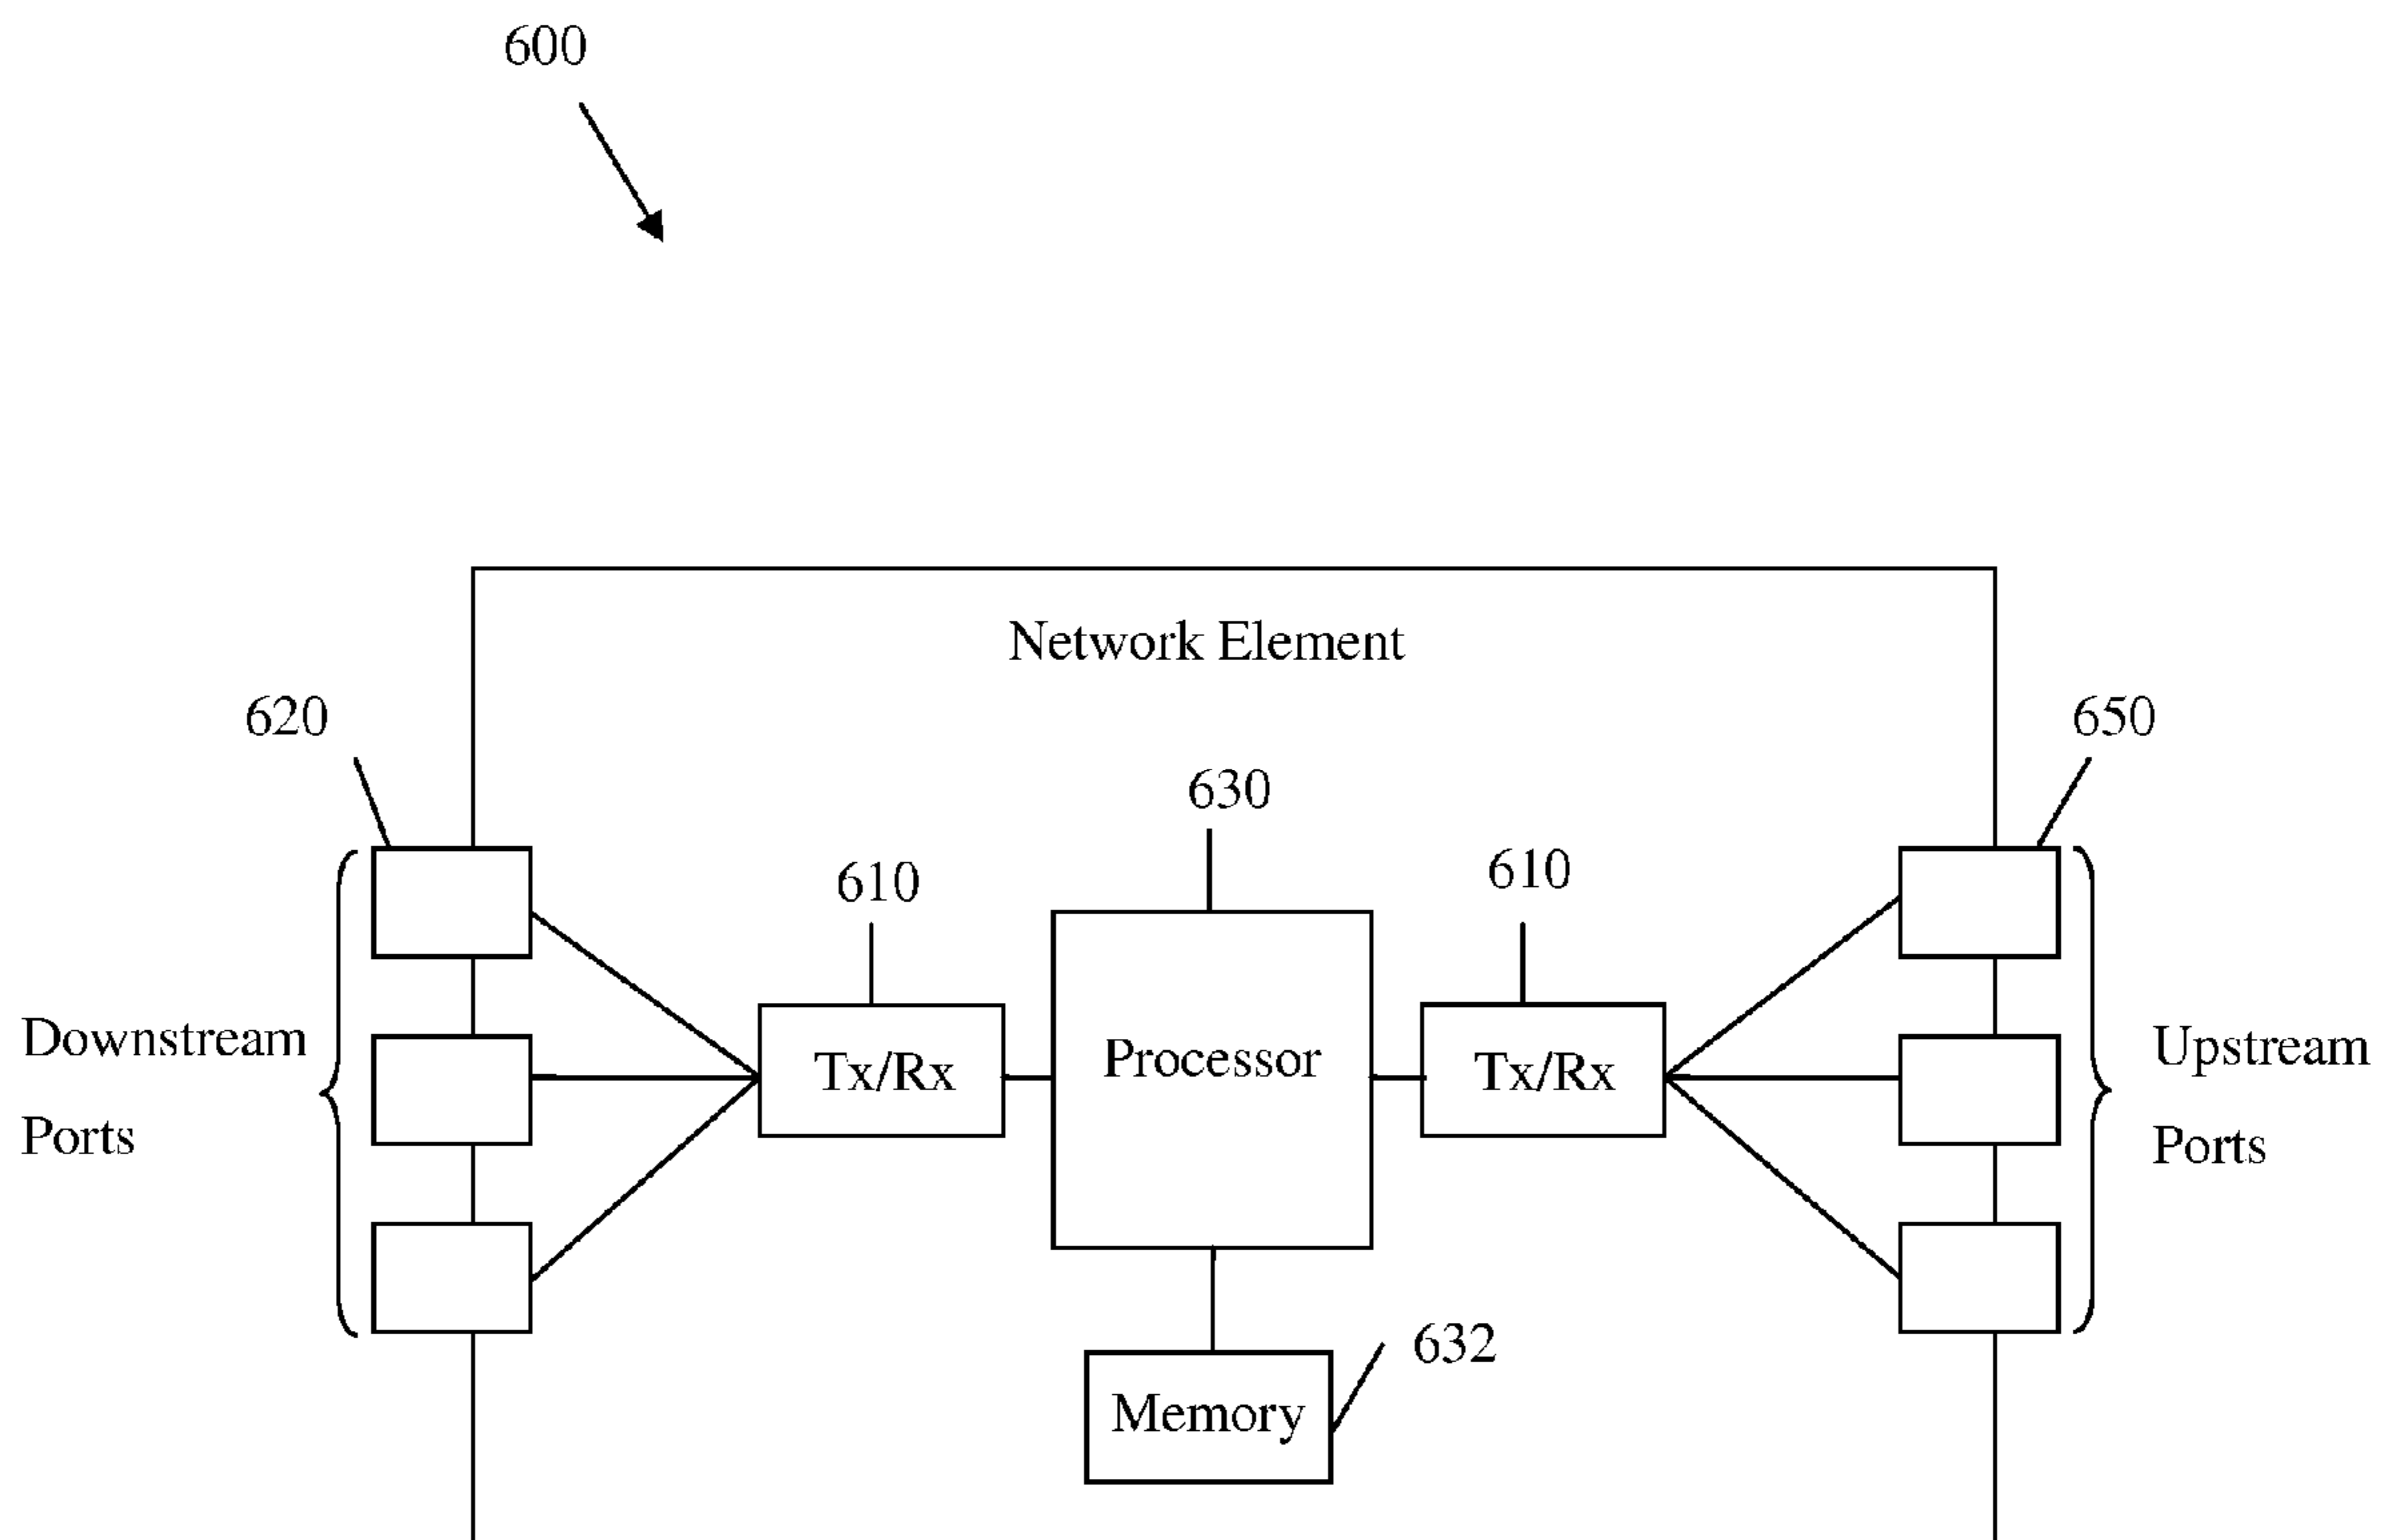 600
Network Element
620
650
630
610
610
Downstream
Ports
Tx/Rx
Processor
Tx/Rx
Upstream
Ports
632
Memory